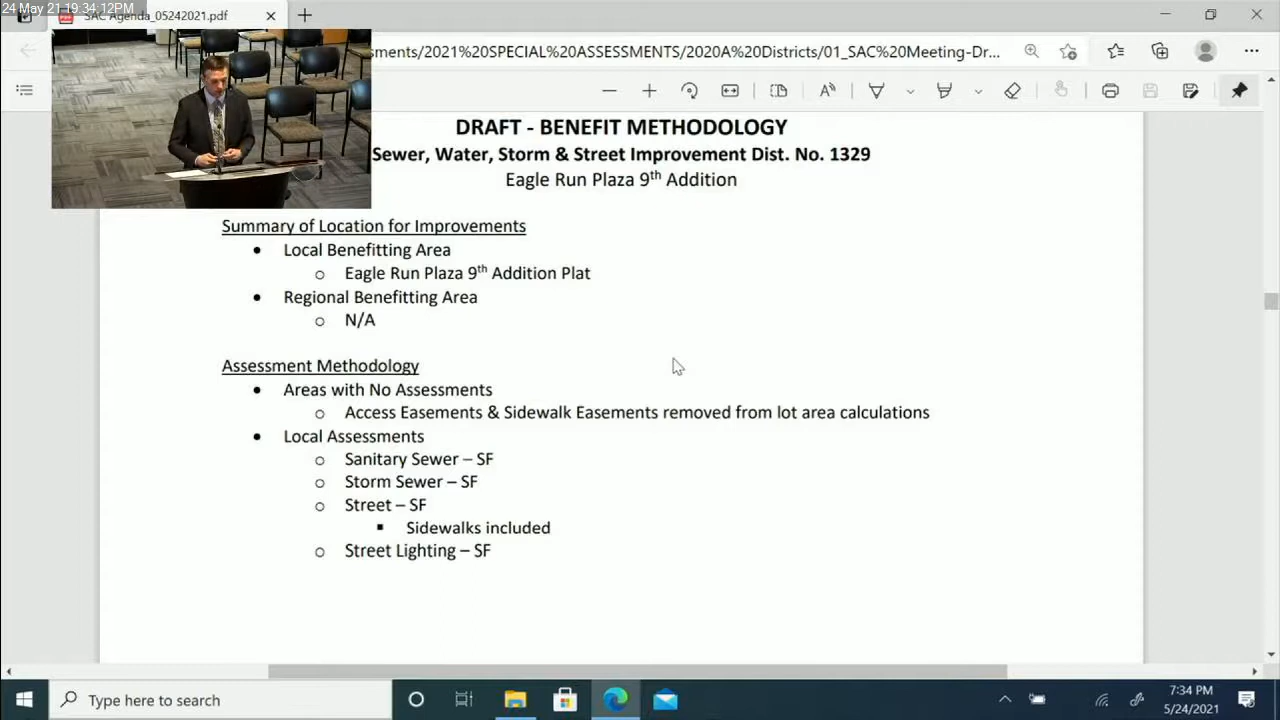 24 May 21 19:34:12PM
SAC Agenda_05242021.pdf
sments/2021%20SPECIAL%20ASSESSMENTS/2020A%20Districts/01_SAC%20Meeting-Dr...
DRAFT - BENEFIT METHODOLOGY
Sewer, Water, Storm & Street Improvement Dist. No. 1329
Eagle Run Plaza 9th Addition
Summary of Location for Improvements
• Local Benefitting Area
o Eagle Run Plaza 9th Addition Plat
• Regional Benefitting Area
o N/A
Assessment Methodology
• Areas with No Assessments
o Access Easements & Sidewalk Easements removed from lot area calculations
• Local Assessments
o Sanitary Sewer – SF
o Storm Sewer – SF
o Street – SF
▪ Sidewalks included
o Street Lighting – SF
Type here to search
7:34 PM
5/24/2021